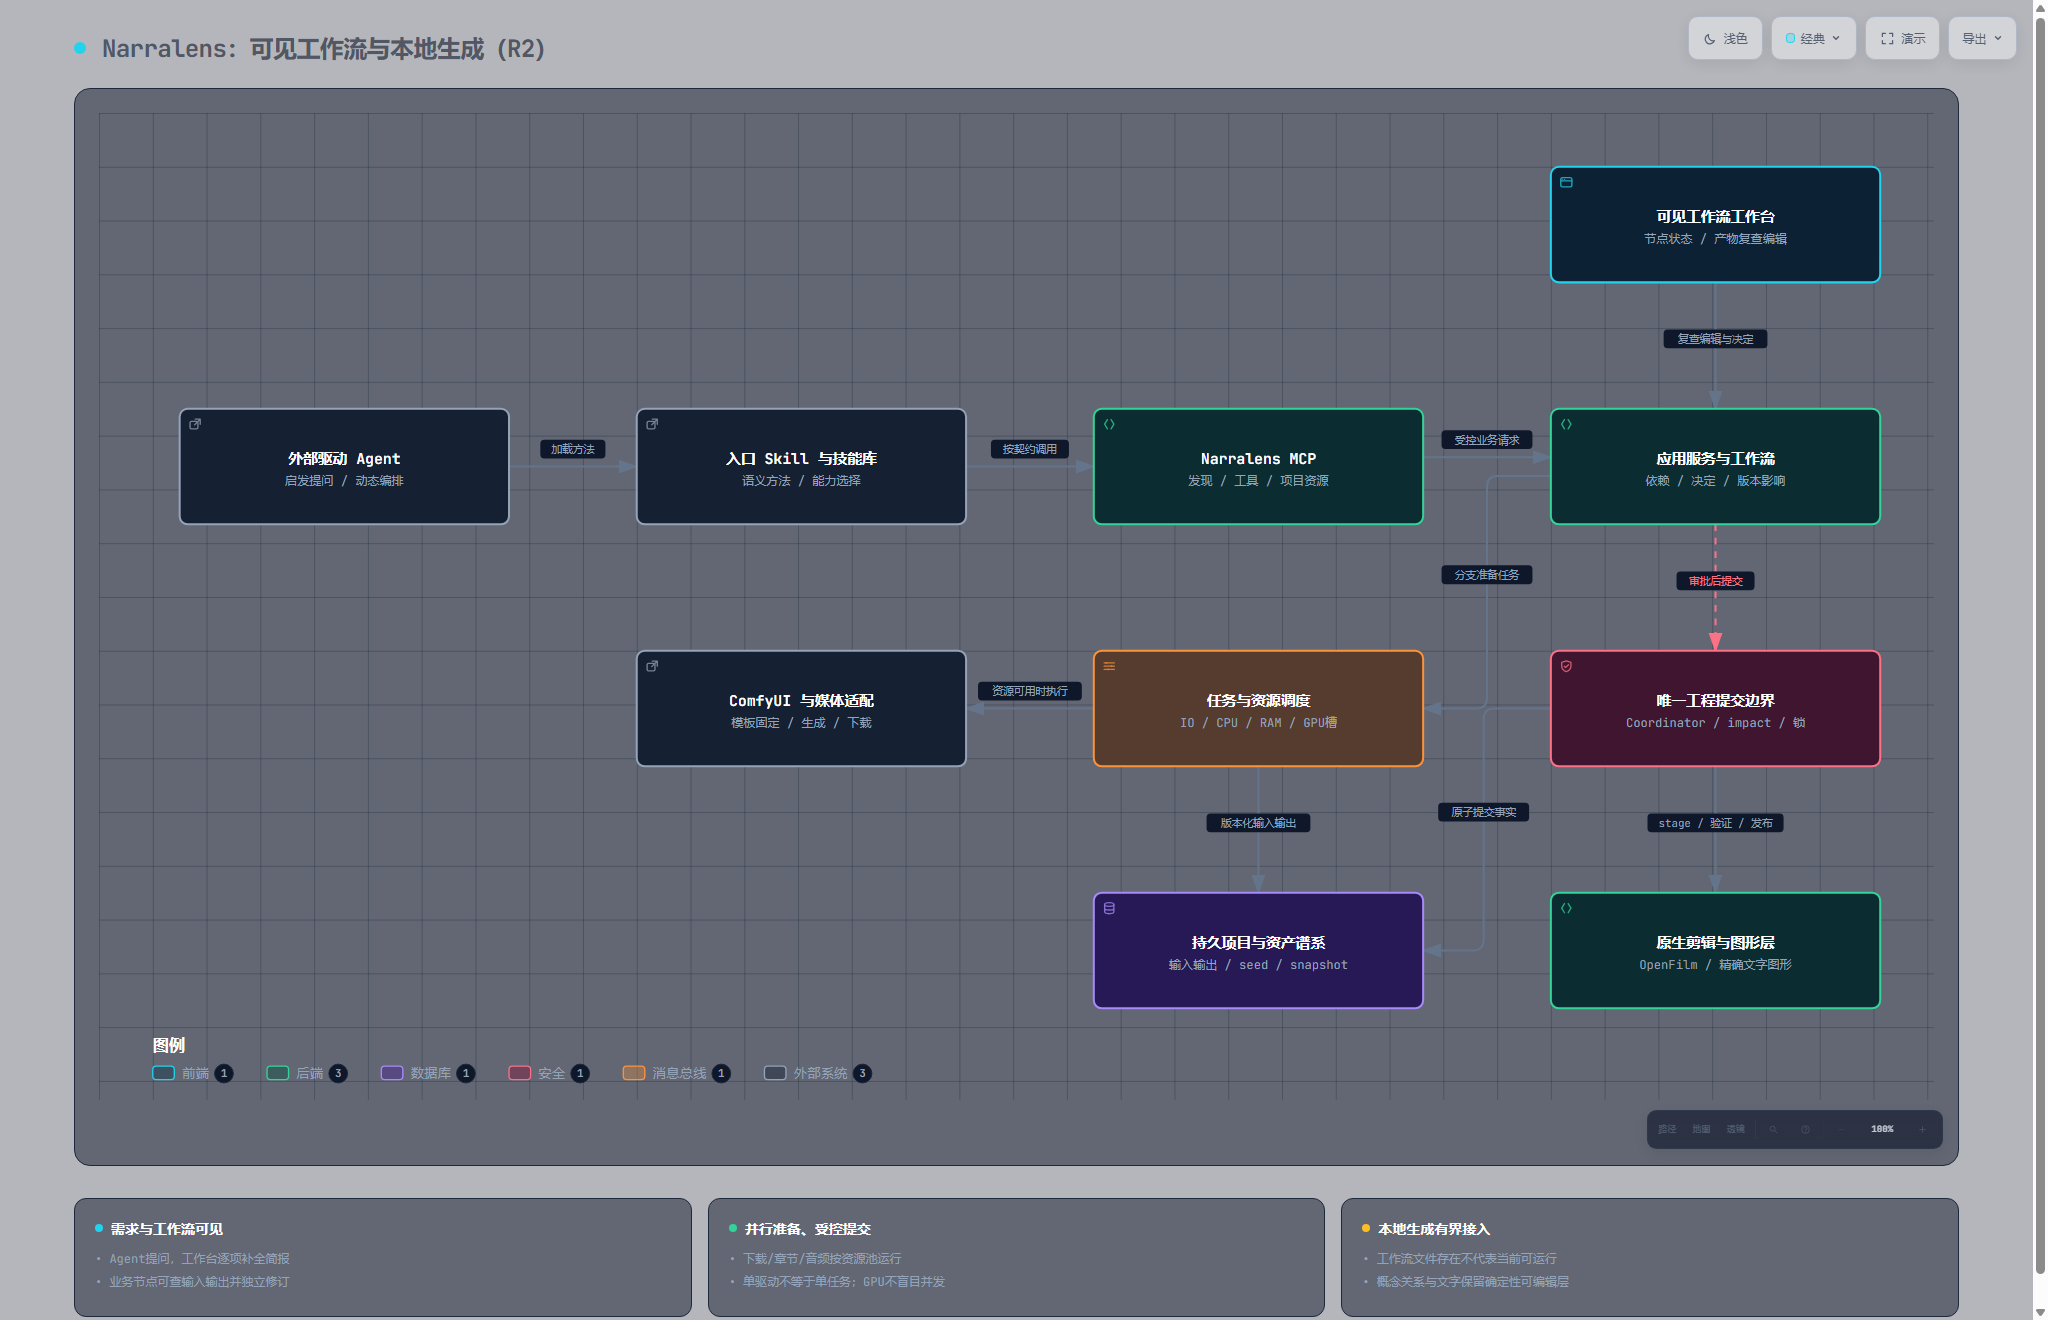 Narralens: 可见工作流与本地生成 (R2)
浅色
经典
演示
导出
可见工作流工作台
节点状态 / 产物复查编辑
复查编辑与决定
外部驱动 Agent
启发提问 / 动态编排
加载方法
入口 Skill 与技能库
语义方法 / 能力选择
按契约调用
Narralens MCP
发现 / 工具 / 项目资源
受控业务请求
应用服务与工作流
依赖 / 决定 / 版本影响
分支准备任务
审批后提交
ComfyUI 与媒体适配
模板固定 / 生成 / 下载
资源可用时执行
任务与资源调度
IO / CPU / RAM / GPU槽
唯一工程提交边界
Coordinator / impact / 锁
版本化输入输出
原子提交事实
stage / 验证 / 发布
持久项目与资产谱系
输入输出 / seed / snapshot
原生剪辑与图形层
OpenFilm / 精确文字图形
图例
前端 1
后端 3
数据库 1
安全 1
消息总线 1
外部系统 3
路径
地图
透镜
100%
需求与工作流可见
• Agent提问, 工作台逐项补全简报
• 业务节点可查输入输出并独立修订
并行准备、受控提交
• 下载/章节/音频按资源池运行
• 单驱动不等于单任务; GPU不盲目并发
本地生成有界接入
• 工作流文件存在不代表当前可运行
• 概念关系与文字保留确定性可编辑层